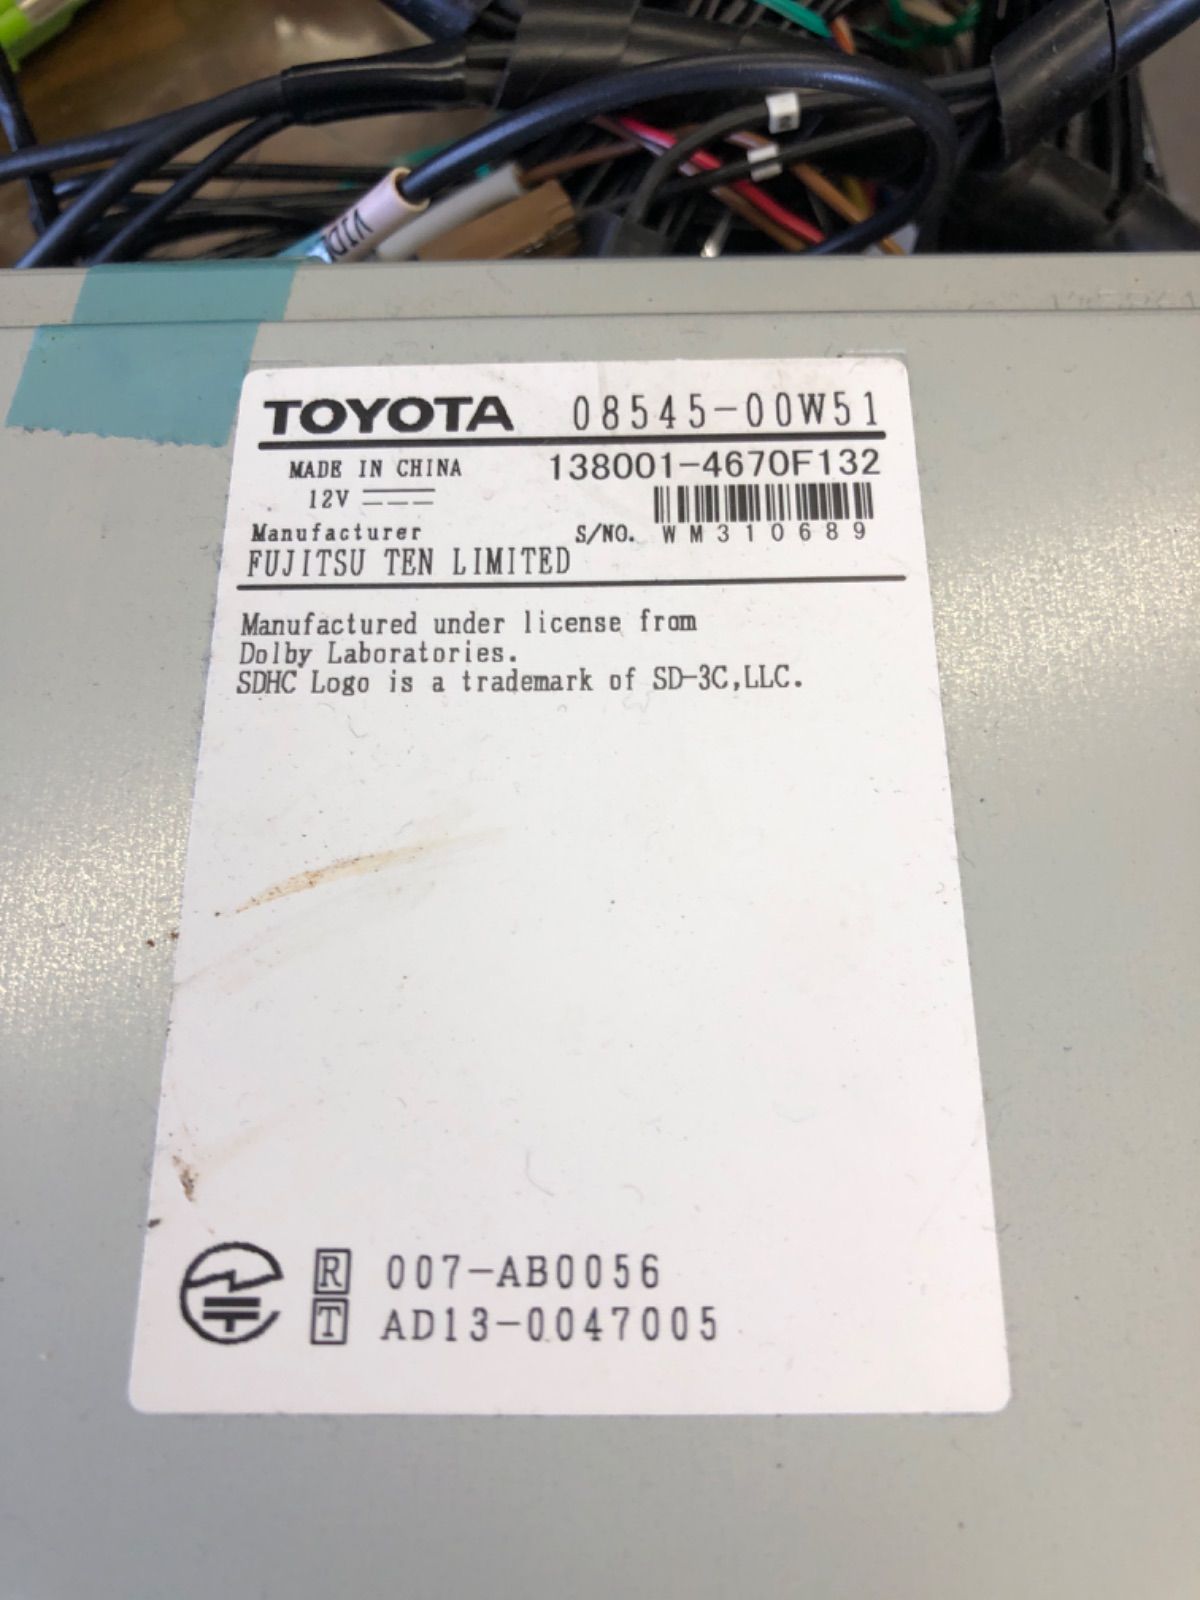 VIDE
TOYOTA 08545-00W51
MADE IN CHINA 138001-4670F132
12V
Manufacturer S/NO. WM310689
FUJITSU TEN LIMITED
Manufactured under license from
Dolby Laboratories.
SDHC Logo is a trademark of SD-3C,LLC.
R 007-AB0056
T AD13-0047005